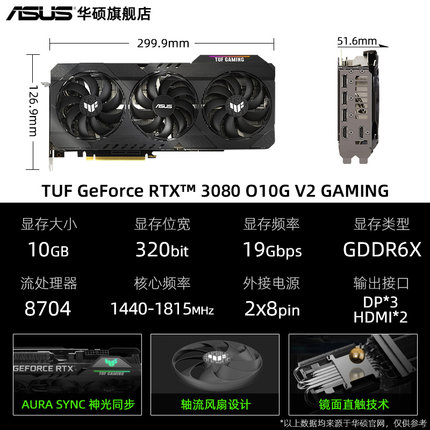 ASUS 华硕旗舰店
299.9mm
51.6mm
126.9mm
TUF GAMING
ASUS
TUF GeForce RTX™ 3080 O10G V2 GAMING
显存大小 显存位宽 显存频率 显存类型
10GB 320bit 19Gbps GDDR6X
流处理器 核心频率 外接电源 输出接口
8704 1440-1815MHz 2x8pin DP*3
HDMI*2
GEFORCE RTX
TUF GAMING
AURA SYNC 神光同步 轴流风扇设计 镜面直触技术
*以上数据均来源于华硕官网，仅供参考